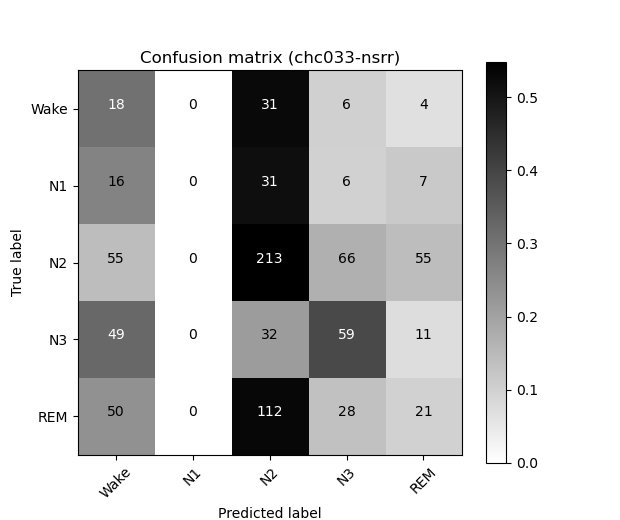 Confusion matrix (chc033-nsrr)
Wake 18 0 31 6 4
N1 16 0 31 6 7
N2 55 0 213 66 55
N3 49 0 32 59 11
REM 50 0 112 28 21
Wake N1 N2 N3 REM
Predicted label
True label
0.5
0.4
0.3
0.2
0.1
0.0